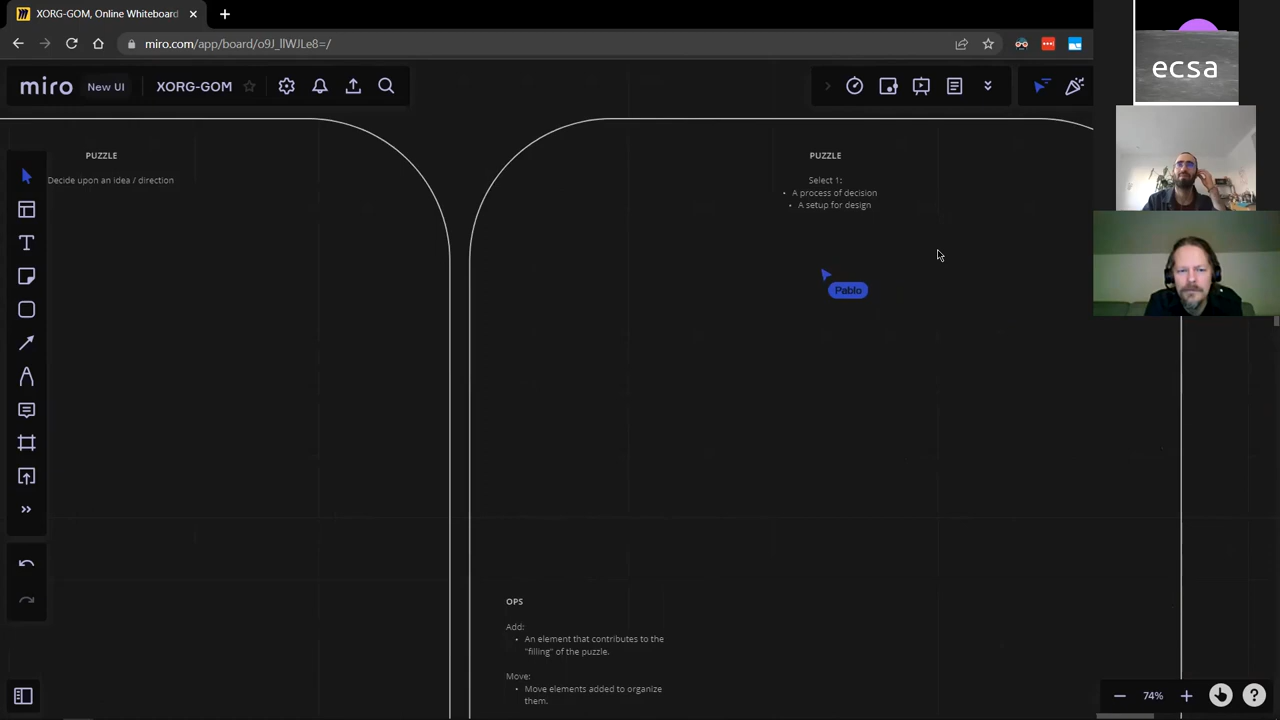 XORG-GOM, Online Whiteboard
miro.com/app/board/o9J_llWJLe8=/
miro
New UI
XORG-GOM
ecsa
PUZZLE
Decide upon an idea / direction
PUZZLE
Select 1:
• A process of decision
• A setup for design
Pablo
OPS
Add:
• An element that contributes to the
"filling" of the puzzle.
Move:
• Move elements added to organize
them.
74%